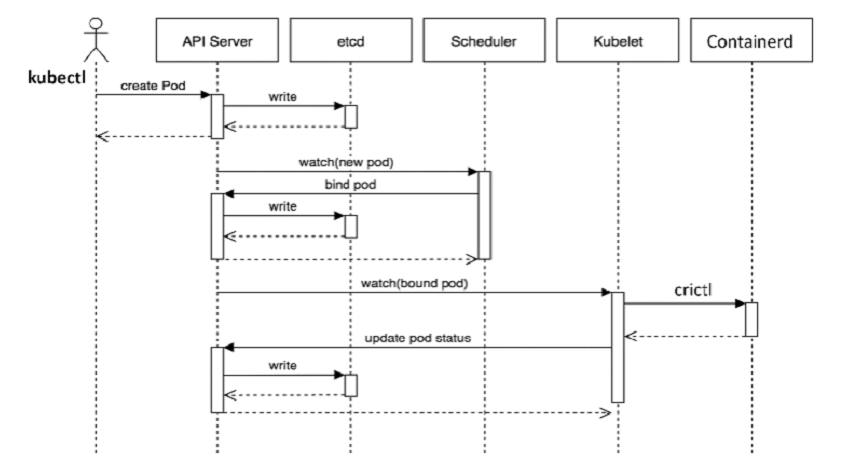 API Server
etcd
Scheduler
Kubelet
Containerd
kubectl
create Pod
write
watch(new pod)
bind pod
write
watch(bound pod)
crictl
update pod status
write